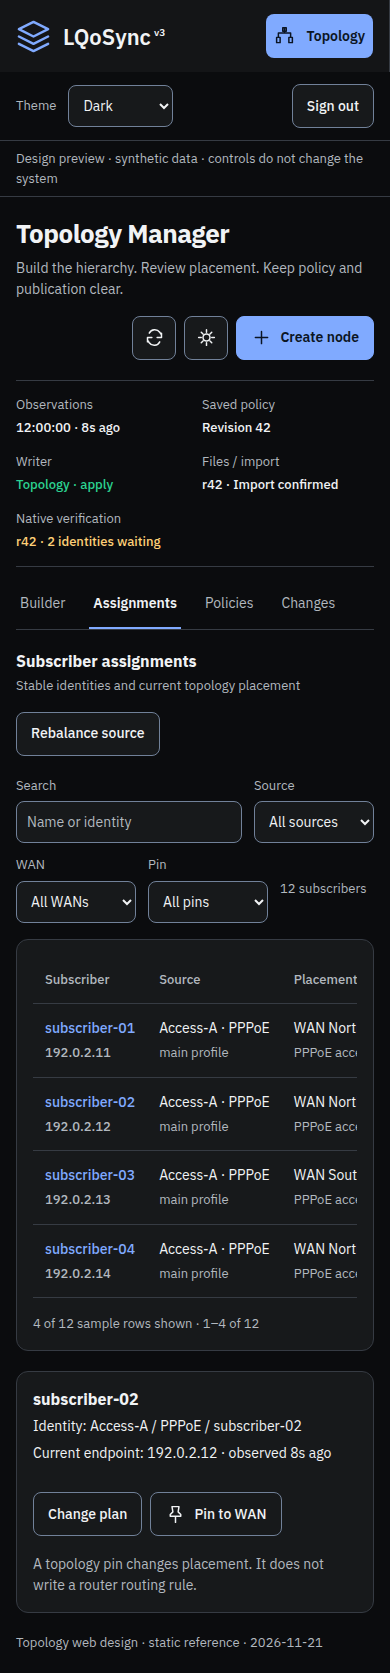 LQoSync v3
Topology
Theme
Dark
Sign out
Design preview · synthetic data · controls do not change the
system
Topology Manager
Build the hierarchy. Review placement. Keep policy and
publication clear.
Create node
Observations
Saved policy
12:00:00 · 8s ago
Revision 42
Writer
Files / import
Topology · apply
r42 · Import confirmed
Native verification
r42 · 2 identities waiting
Builder
Assignments
Policies
Changes
Subscriber assignments
Stable identities and current topology placement
Rebalance source
Search
Source
Name or identity
All sources
WAN
Pin
All WANs
All pins
12 subscribers
Subscriber
Source
Placement
subscriber-01
Access-A · PPPoE
WAN Nort
192.0.2.11
main profile
PPPoE acce
subscriber-02
Access-A · PPPoE
WAN Nort
192.0.2.12
main profile
PPPoE acce
subscriber-03
Access-A · PPPoE
WAN Sout
192.0.2.13
main profile
PPPoE acce
subscriber-04
Access-A · PPPoE
WAN Nort
192.0.2.14
main profile
PPPoE acce
4 of 12 sample rows shown · 1–4 of 12
subscriber-02
Identity: Access-A / PPPoE / subscriber-02
Current endpoint: 192.0.2.12 · observed 8s ago
Change plan
Pin to WAN
A topology pin changes placement. It does not
write a router routing rule.
Topology web design · static reference · 2026-11-21